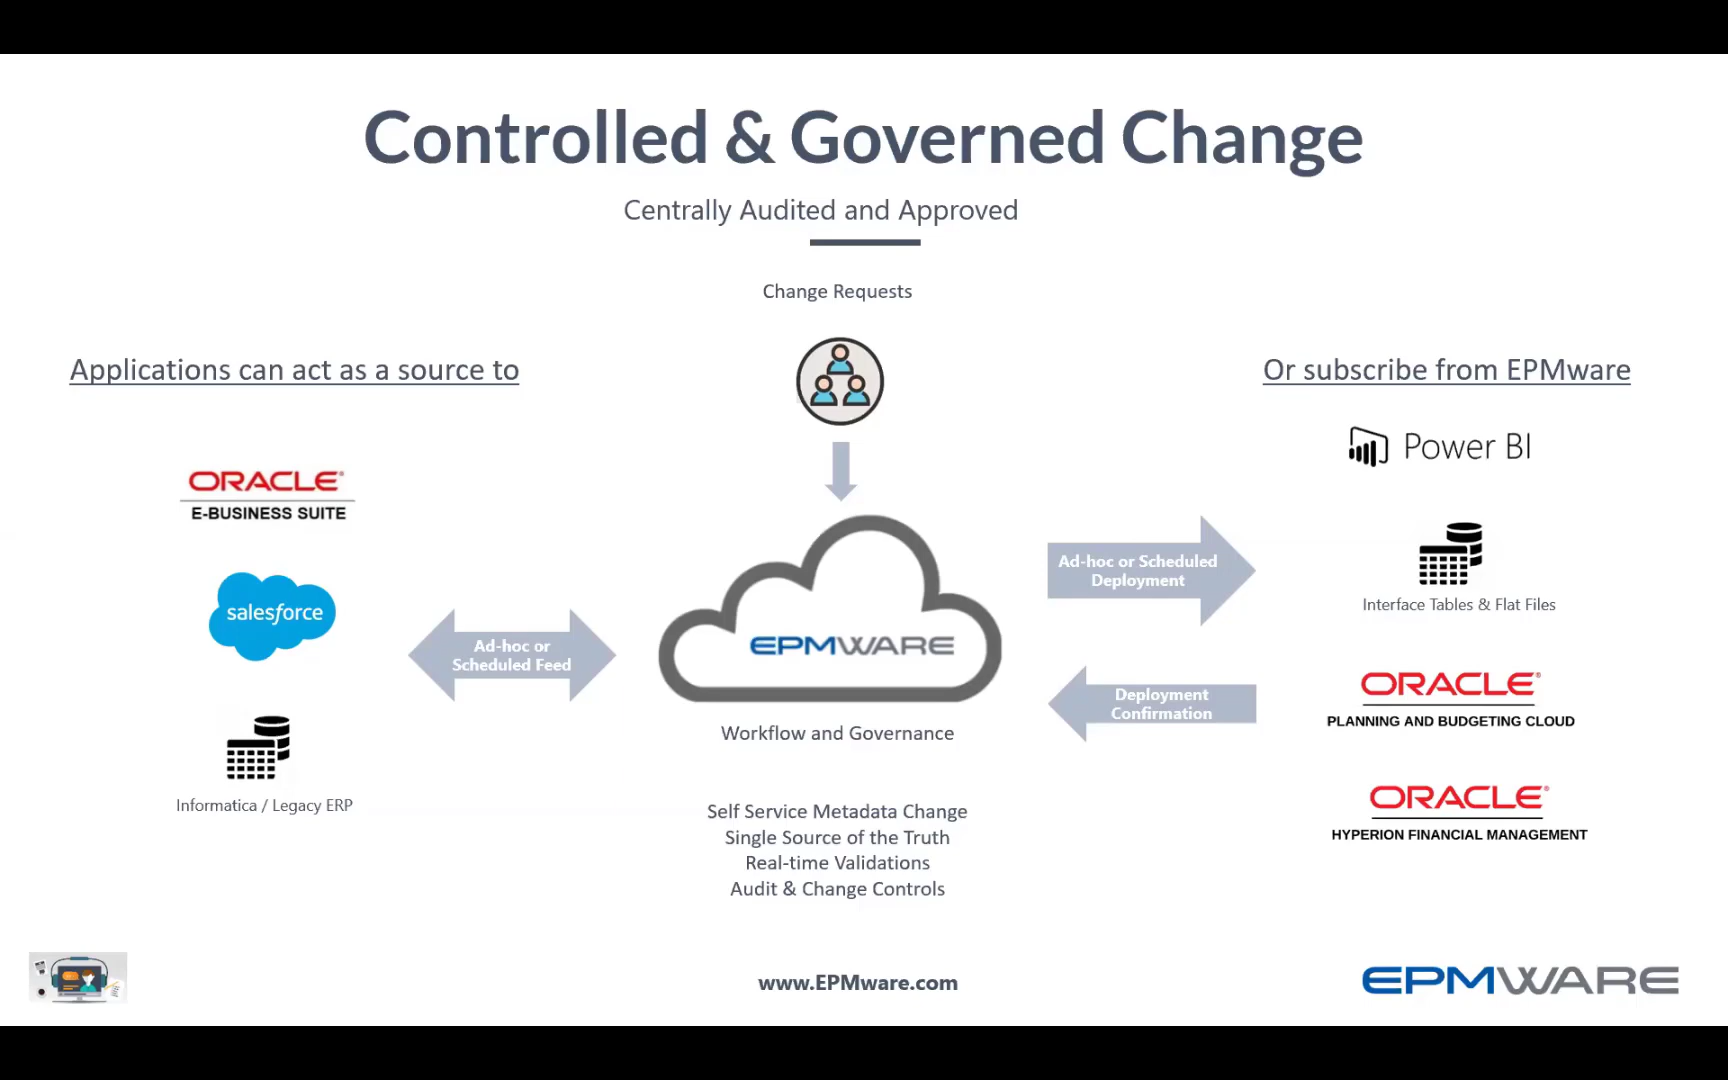 Controlled & Governed Change
Centrally Audited and Approved
Change Requests
Applications can act as a source to
ORACLE®
E-BUSINESS SUITE
salesforce
Informatica / Legacy ERP
Ad-hoc or
Scheduled Feed
EPMWARE
Workflow and Governance
Self Service Metadata Change
Single Source of the Truth
Real-time Validations
Audit & Change Controls
Ad-hoc or Scheduled
Deployment
Deployment
Confirmation
Or subscribe from EPMware
Power BI
Interface Tables & Flat Files
ORACLE®
PLANNING AND BUDGETING CLOUD
ORACLE®
HYPERION FINANCIAL MANAGEMENT
www.EPMware.com
EPMWARE